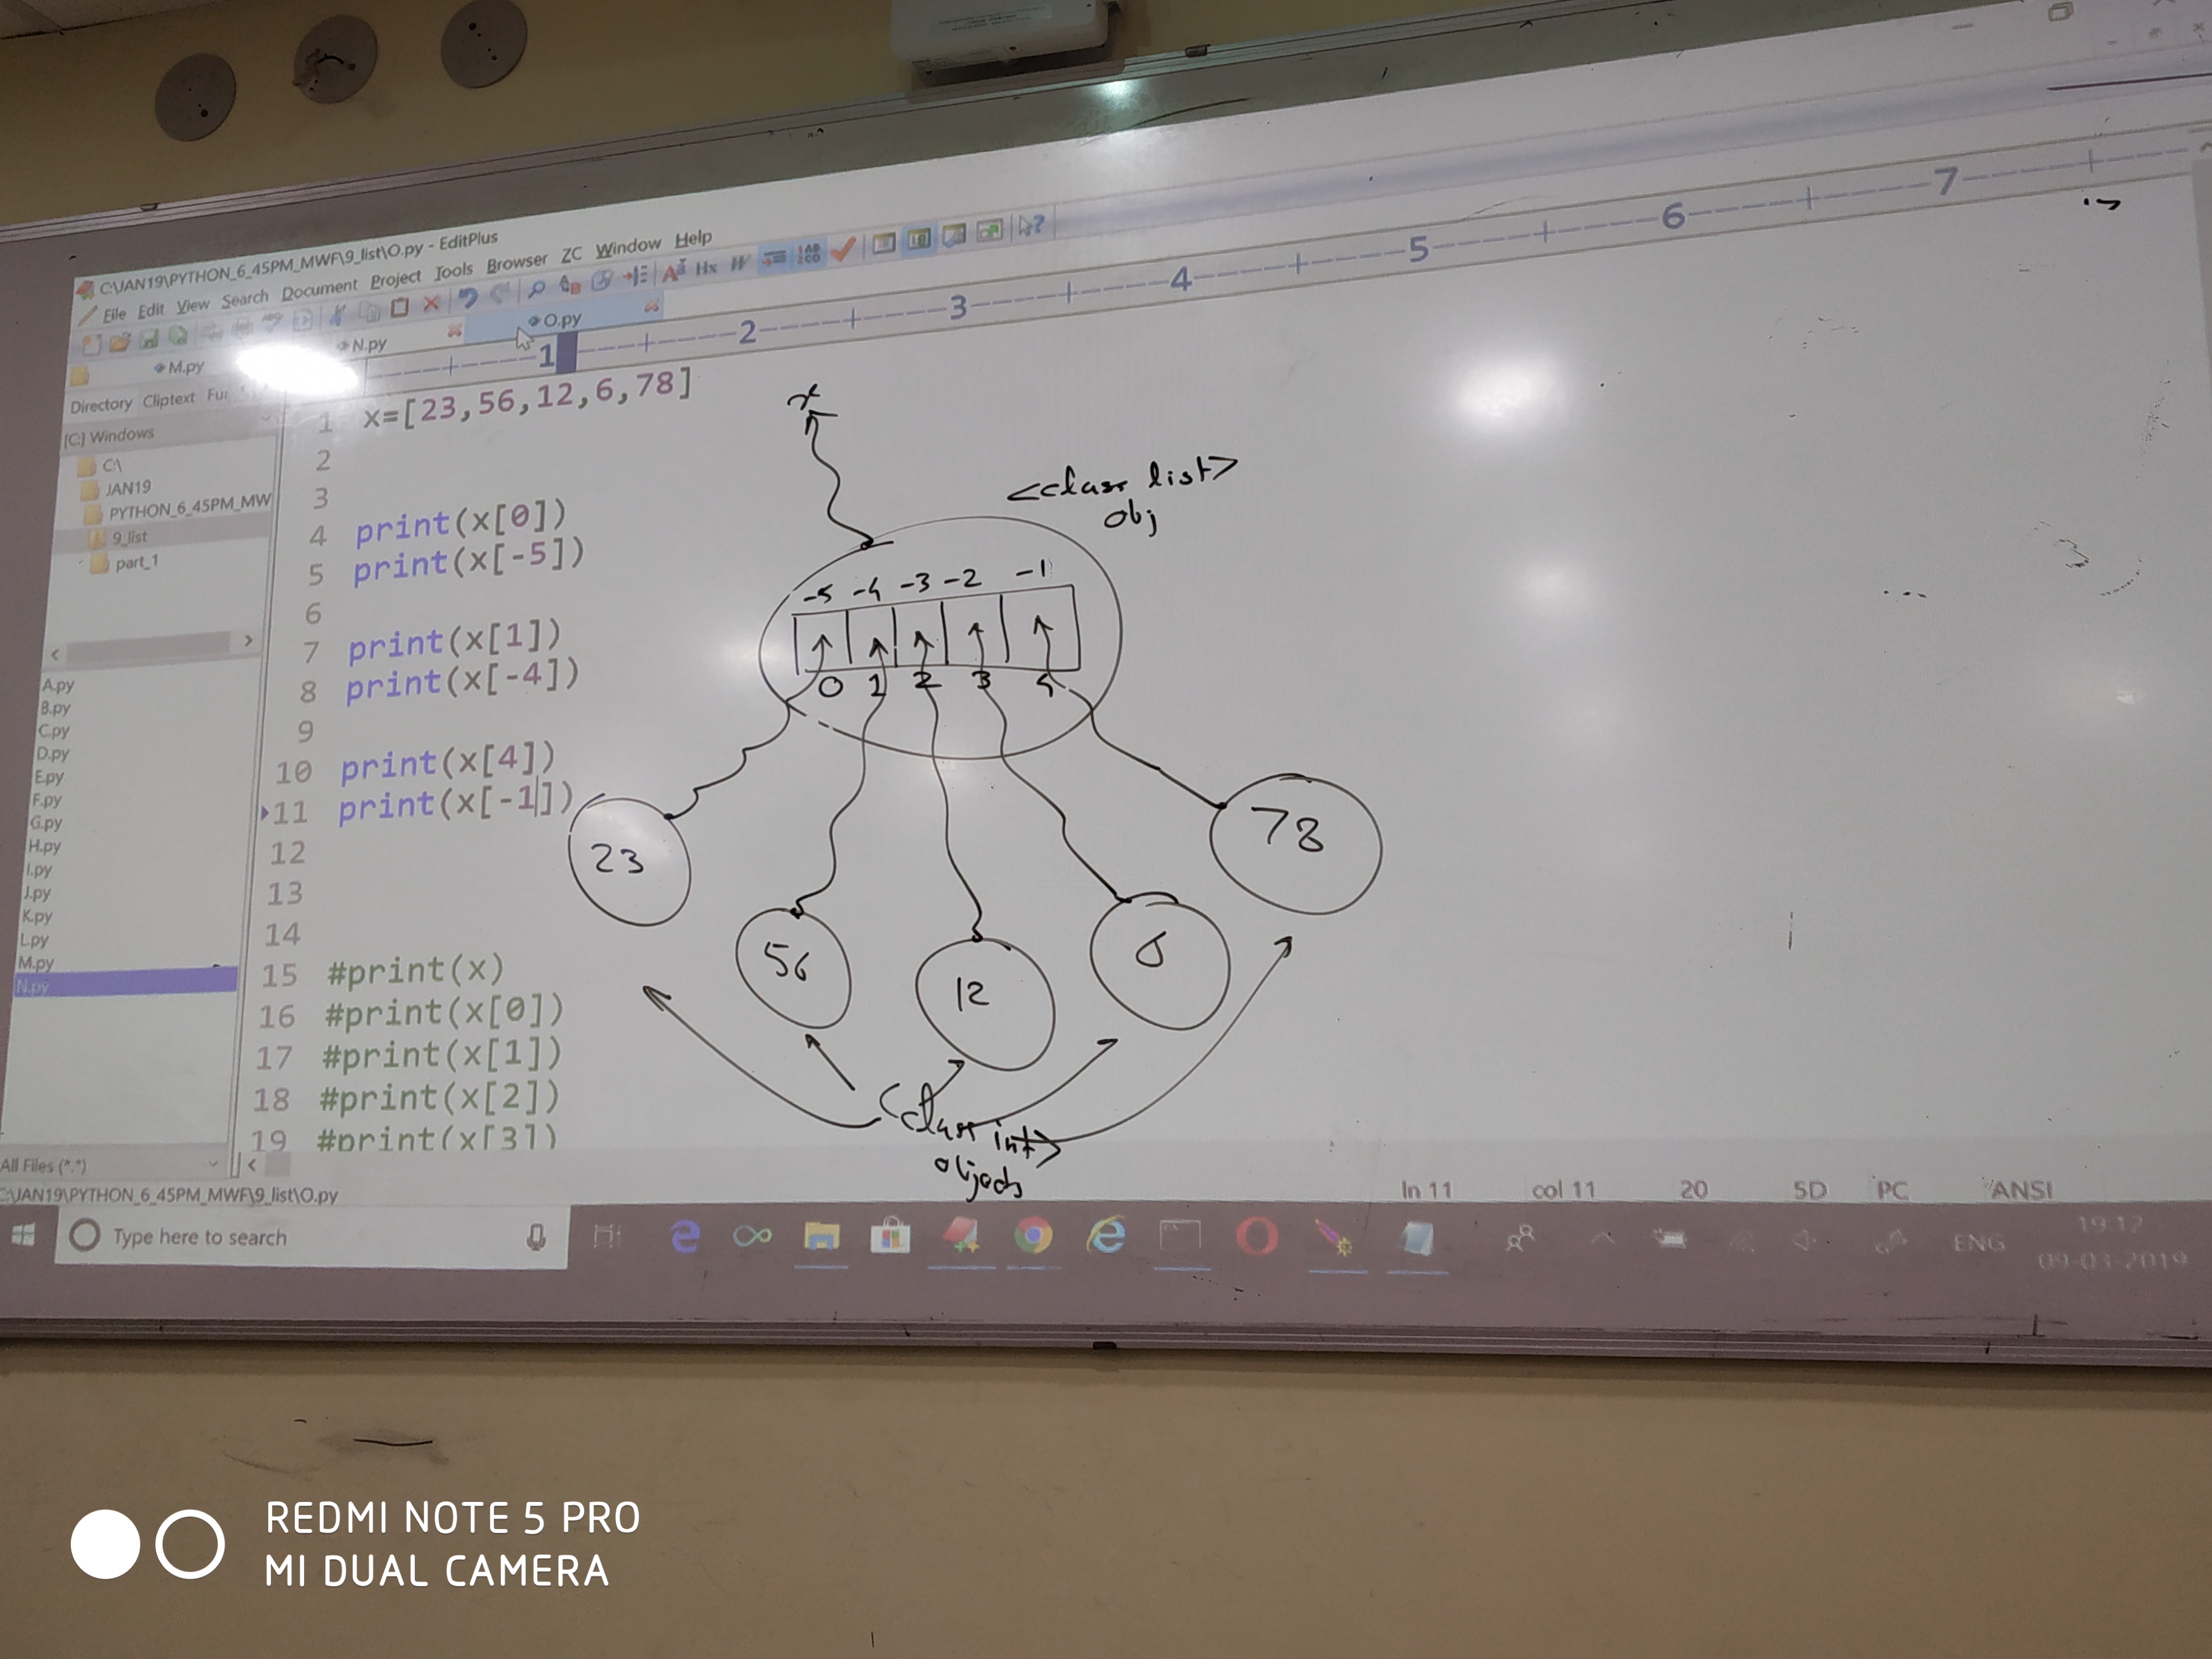 C:\JAN19\PYTHON_6_45PM_MWF\9_list\O.py - EditPlus
File Edit View Search Document Project Tools Browser ZC Window Help
M.py N.py O.py
1 2 3 4 5 6 7
Directory Cliptext
[C:] Windows
C:\
JAN19
PYTHON_6_45PM_MW
9_list
part_1
A.py
B.py
C.py
D.py
E.py
F.py
G.py
H.py
I.py
J.py
K.py
L.py
M.py
N.py
All Files (*.*)
1 x=[23,56,12,6,78]
2
3
4 print(x[0])
5 print(x[-5])
6
7 print(x[1])
8 print(x[-4])
9
10 print(x[4])
11 print(x[-1])
12
13
14
15 #print(x)
16 #print(x[0])
17 #print(x[1])
18 #print(x[2])
19 #print(x[3])
x
<class list>
obj
-5 -4 -3 -2 -1
0 1 2 3 4
23 56 12 6 78
<class int>
objects
C:\JAN19\PYTHON_6_45PM_MWF\9_list\O.py
ln 11 col 11 20 5D PC ANSI
Type here to search
ENG
19:12
09-03-2019
REDMI NOTE 5 PRO
MI DUAL CAMERA